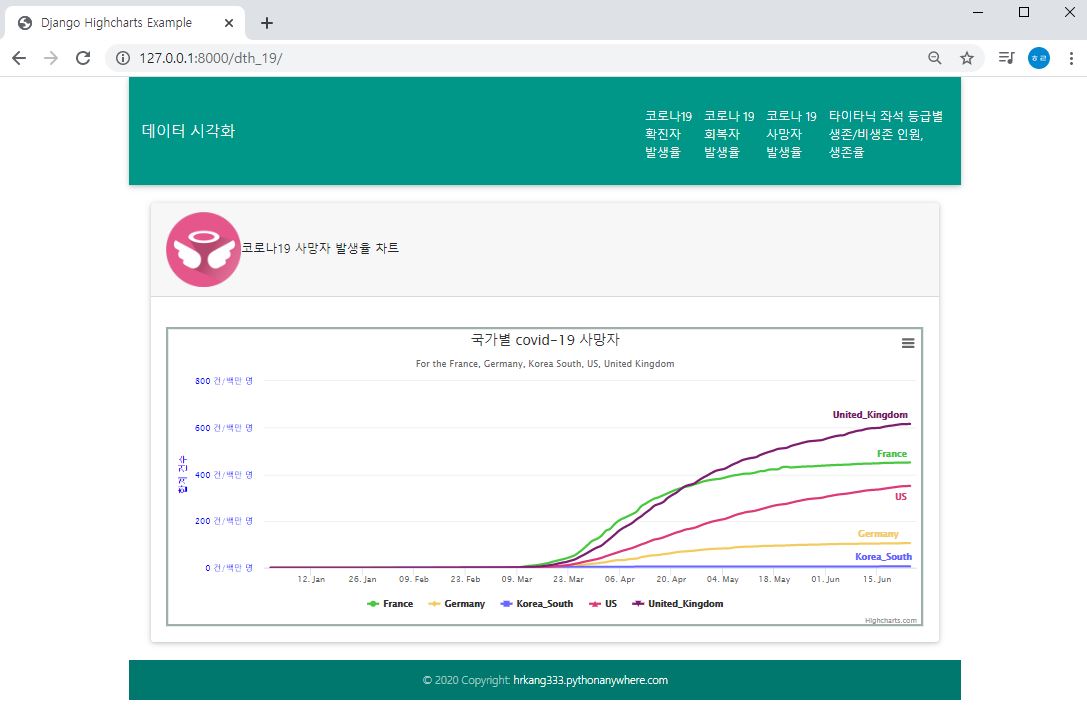 Django Highcharts Example
127.0.0.1:8000/dth_19/
ㅎㄹ
데이터 시각화
코로나19 확진자 발생율
코로나 19 회복자 발생율
코로나 19 사망자 발생율
타이타닉 좌석 등급별 생존/비생존 인원, 생존율
코로나19 사망자 발생율 차트
국가별 covid-19 사망자
For the France, Germany, Korea South, US, United Kingdom
800 건/백만 명
600 건/백만 명
400 건/백만 명
200 건/백만 명
0 건/백만 명
합계 건수
United_Kingdom
France
US
Germany
Korea_South
12. Jan
26. Jan
09. Feb
23. Feb
09. Mar
23. Mar
06. Apr
20. Apr
04. May
18. May
01. Jun
15. Jun
France
Germany
Korea_South
US
United_Kingdom
Highcharts.com
© 2020 Copyright: hrkang333.pythonanywhere.com